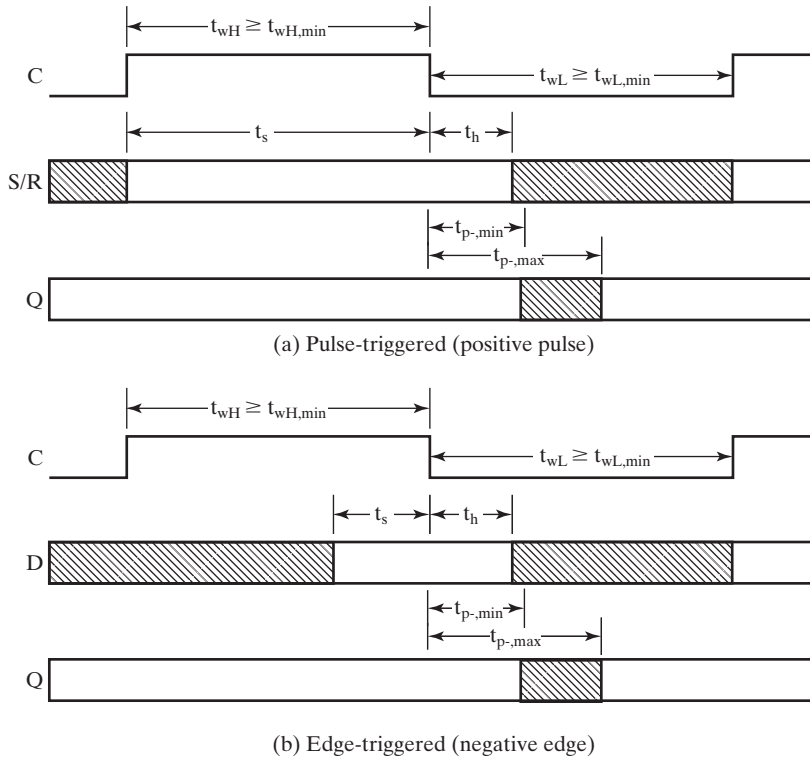 t_wH ≥ t_wH,min
C
t_wL ≥ t_wL,min
t_s
t_h
S/R
t_p-,min
t_p-,max
Q
(a) Pulse-triggered (positive pulse)
t_wH ≥ t_wH,min
C
t_wL ≥ t_wL,min
t_s
t_h
D
t_p-,min
t_p-,max
Q
(b) Edge-triggered (negative edge)